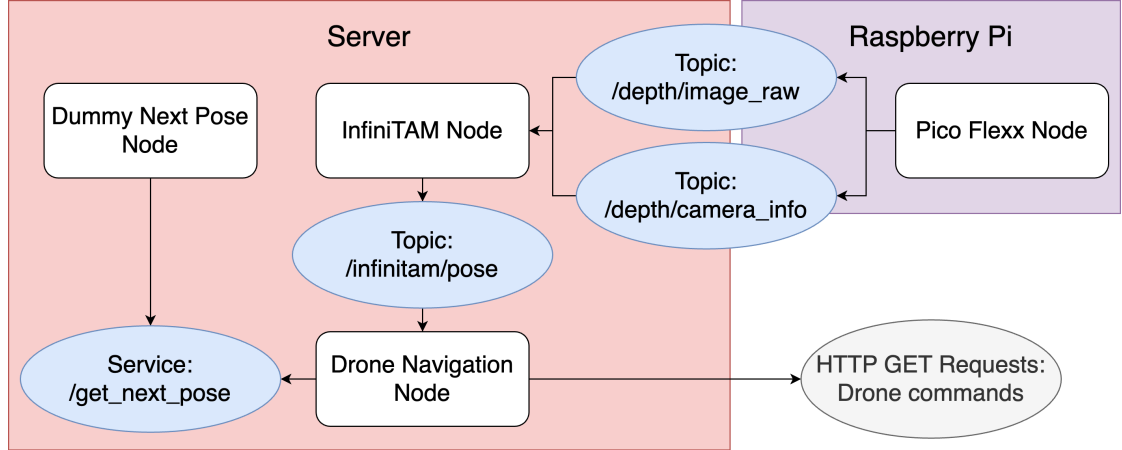 Server
Raspberry Pi
Dummy Next Pose
Node
InfiniTAM Node
Topic:
/depth/image_raw
Pico Flexx Node
Topic:
/depth/camera_info
Topic:
/infinitam/pose
Service:
/get_next_pose
Drone Navigation
Node
HTTP GET Requests:
Drone commands